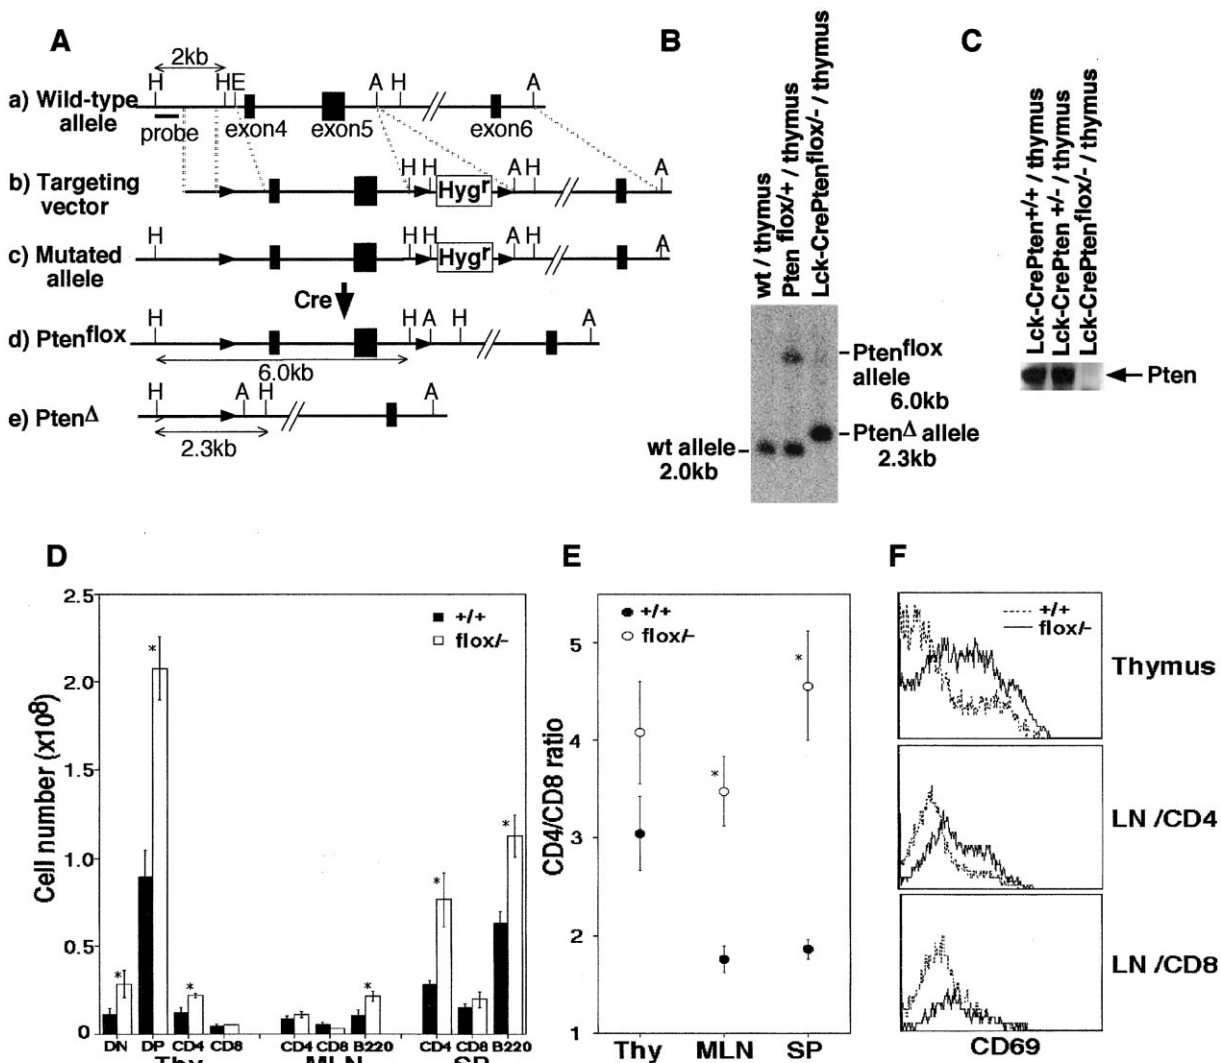 A
2kb
H HE A H A
a) Wild-type
allele
probe exon4 exon5 exon6
b) Targeting
vector
H H Hygr A H A
c) Mutated
allele
H H H Hygr A H A
Cre
d) Ptenflox
H H A H A
6.0kb
e) PtenΔ
H A H A
2.3kb
B
wt / thymus
Pten flox/+ / thymus
Lck-CrePtenflox/- / thymus
Ptenflox
allele
6.0kb
wt allele
2.0kb
PtenΔ allele
2.3kb
C
Lck-CrePten+/+ / thymus
Lck-CrePten +/- / thymus
Lck-CrePtenflox/- / thymus
Pten
D
Cell number (x108)
2.5
2.0
1.5
1.0
0.5
0
+/+
flox/-
* * * * * *
DN DP CD4 CD8 CD4 CD8 B220 CD4 CD8 B220
Thy MLN SP
E
CD4/CD8 ratio
5
4
3
2
1
+/+
flox/-
* *
Thy MLN SP
F
+/+
flox/-
Thymus
LN /CD4
LN /CD8
CD69